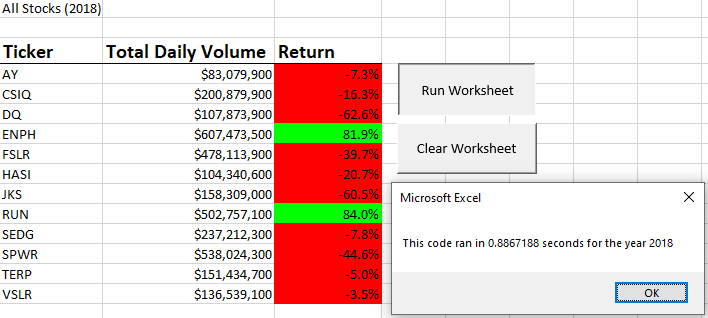 All Stocks (2018)
Ticker Total Daily Volume Return
AY $83,079,900 -7.3%
CSIQ $200,879,900 -16.3%
DQ $107,873,900 -62.6%
ENPH $607,473,500 81.9%
FSLR $478,113,900 -39.7%
HASI $104,340,600 -20.7%
JKS $158,309,000 -60.5%
RUN $502,757,100 84.0%
SEDG $237,212,300 -7.8%
SPWR $538,024,300 -44.6%
TERP $151,434,700 -5.0%
VSLR $136,539,100 -3.5%
Run Worksheet
Clear Worksheet
Microsoft Excel
This code ran in 0.8867188 seconds for the year 2018
OK